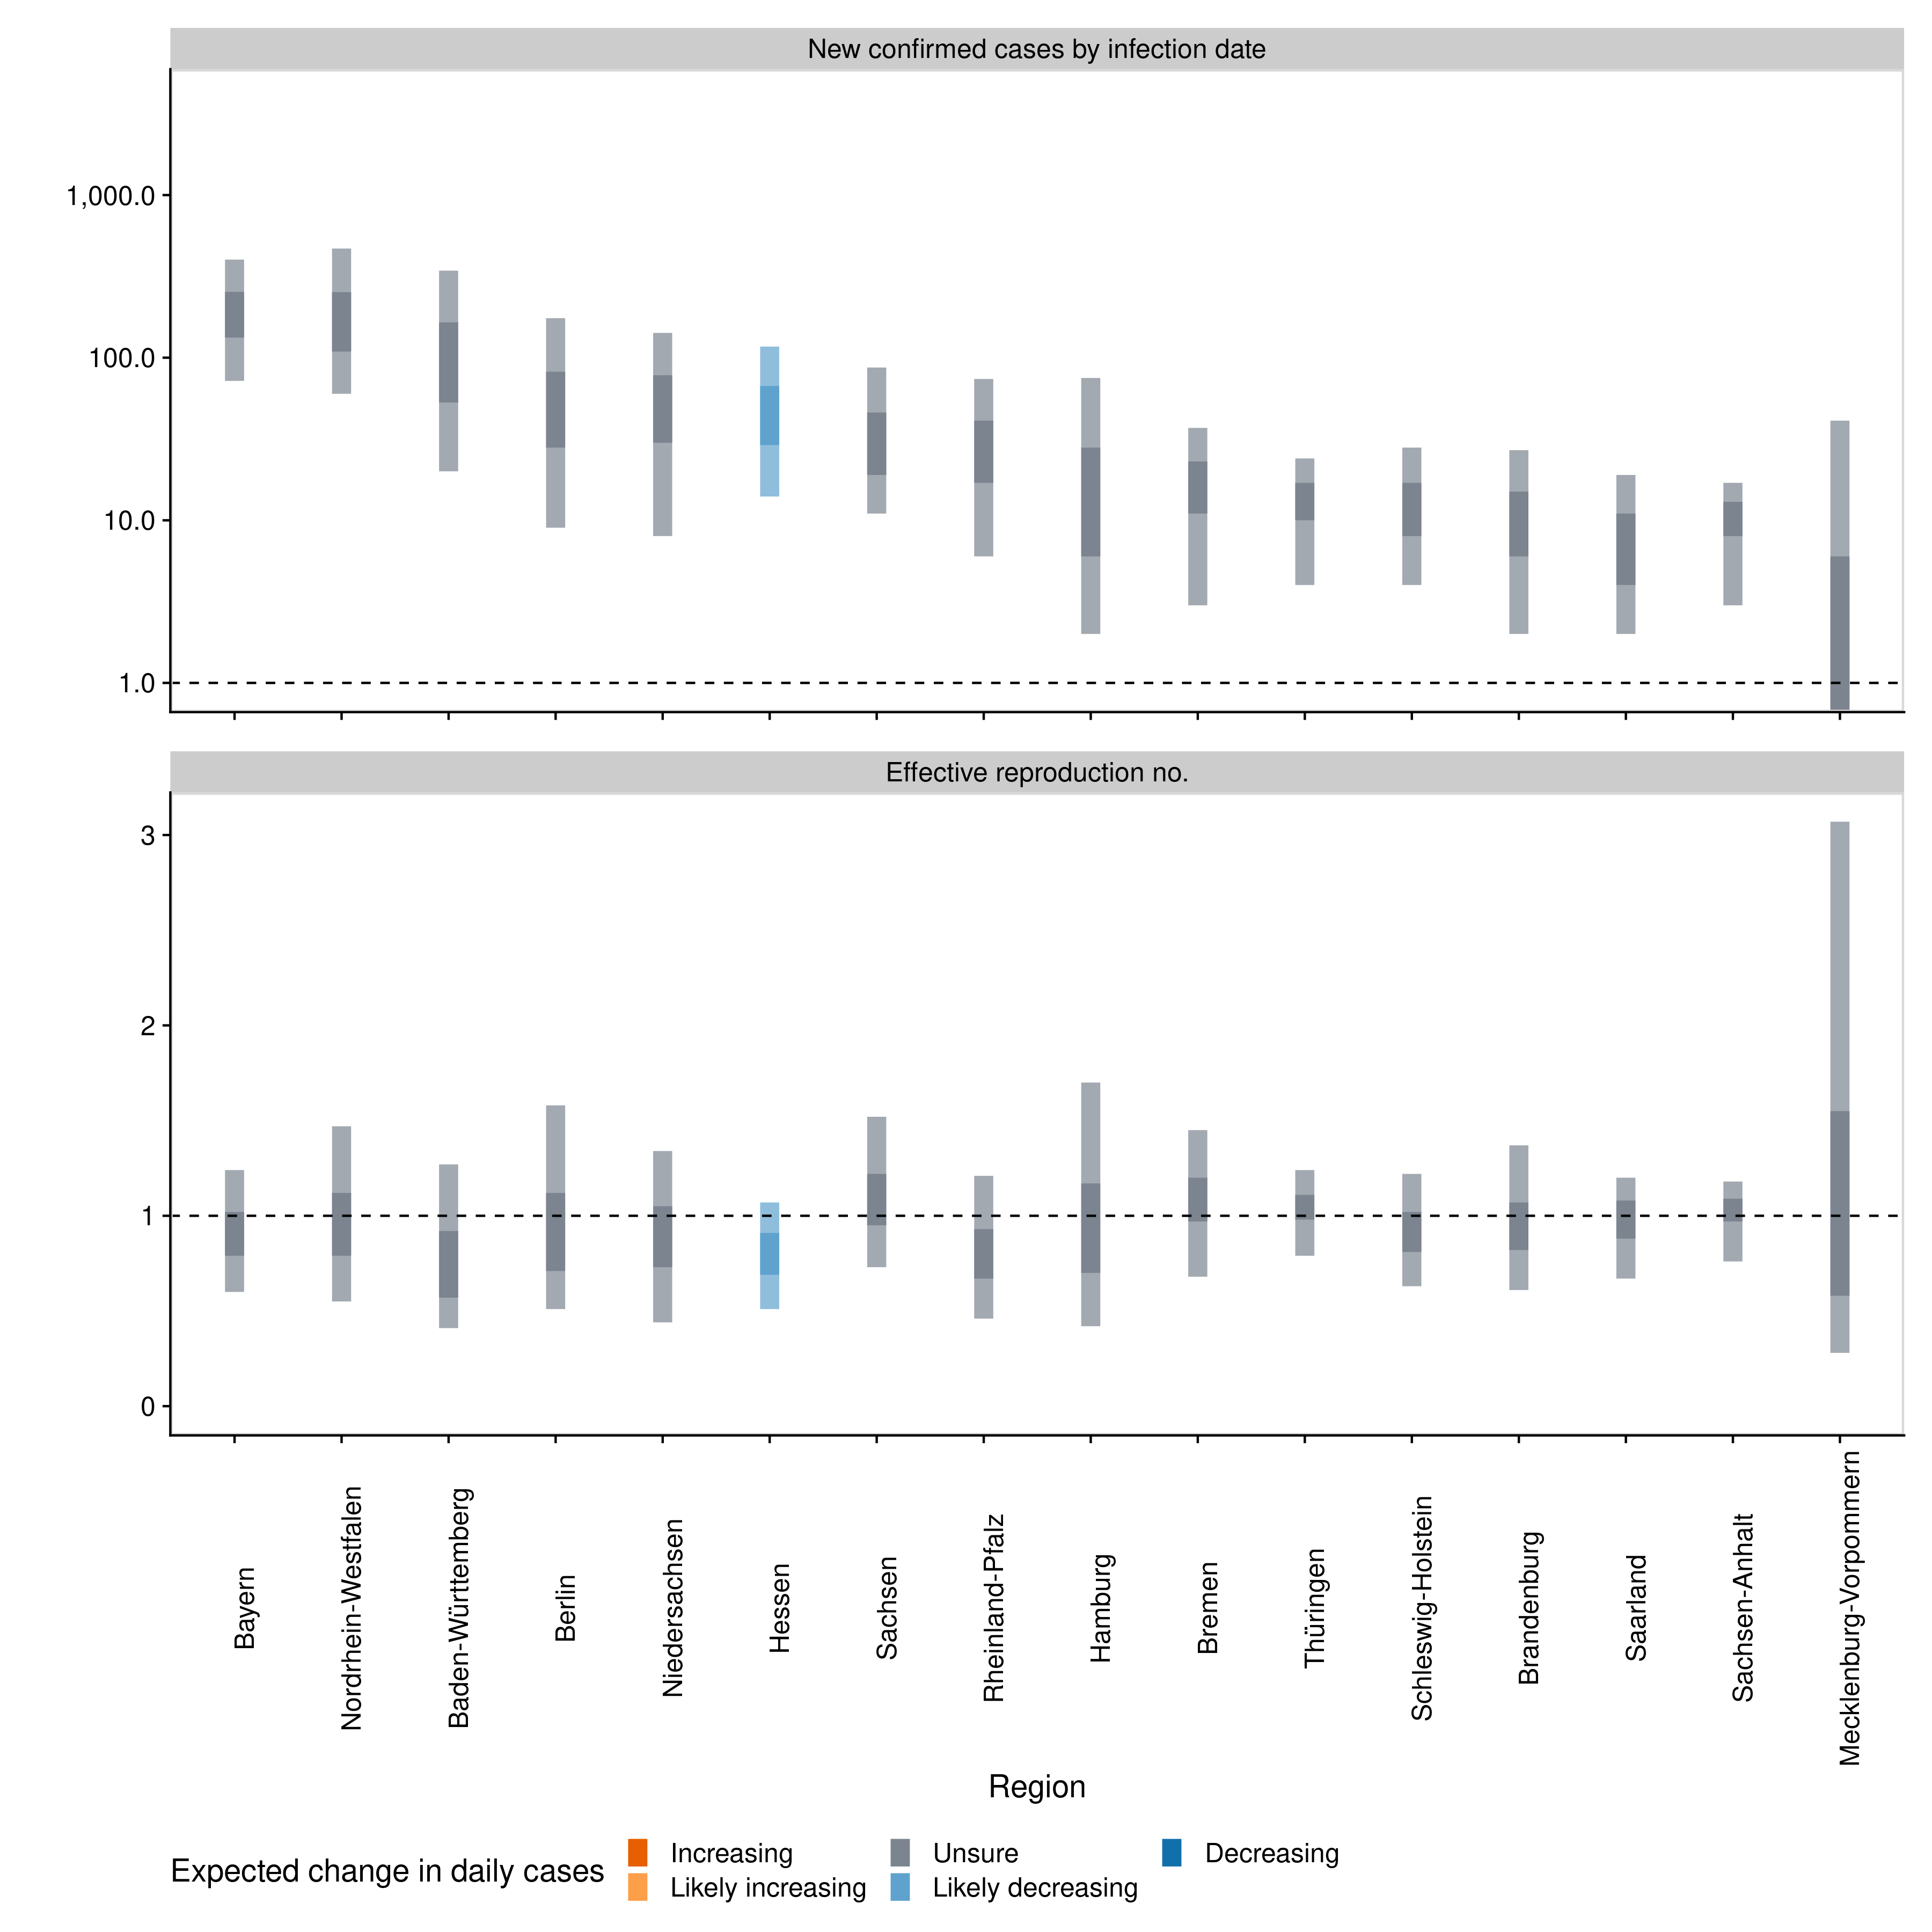 New confirmed cases by infection date
1,000.0
100.0
10.0
1.0
Effective reproduction no.
3
2
1
0
Bayern
Nordrhein-Westfalen
Baden-Württemberg
Berlin
Niedersachsen
Hessen
Sachsen
Rheinland-Pfalz
Hamburg
Bremen
Thüringen
Schleswig-Holstein
Brandenburg
Saarland
Sachsen-Anhalt
Mecklenburg-Vorpommern
Region
Expected change in daily cases
Increasing
Unsure
Decreasing
Likely increasing
Likely decreasing